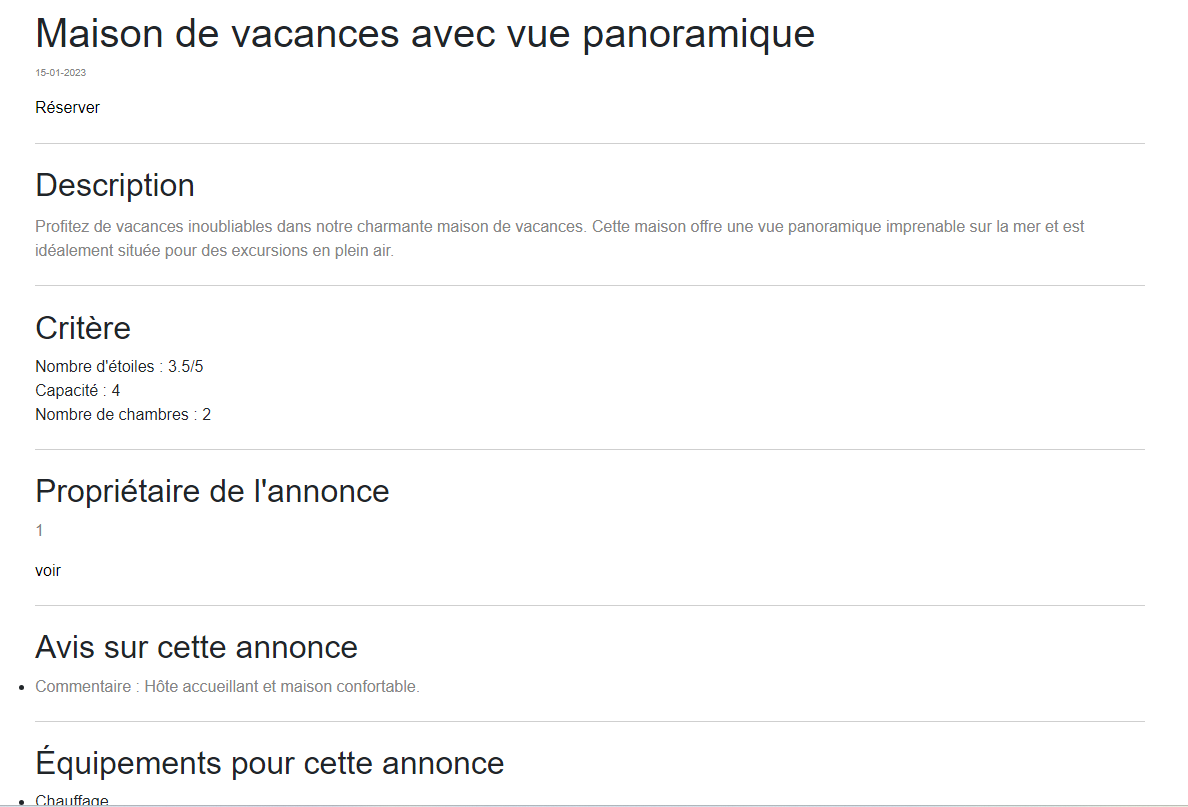 Maison de vacances avec vue panoramique
15-01-2023
Réserver
Description
Profitez de vacances inoubliables dans notre charmante maison de vacances. Cette maison offre une vue panoramique imprenable sur la mer et est
idéalement située pour des excursions en plein air.
Critère
Nombre d'étoiles : 3.5/5
Capacité : 4
Nombre de chambres : 2
Propriétaire de l'annonce
1
voir
Avis sur cette annonce
Commentaire : Hôte accueillant et maison confortable.
Équipements pour cette annonce
Chauffage